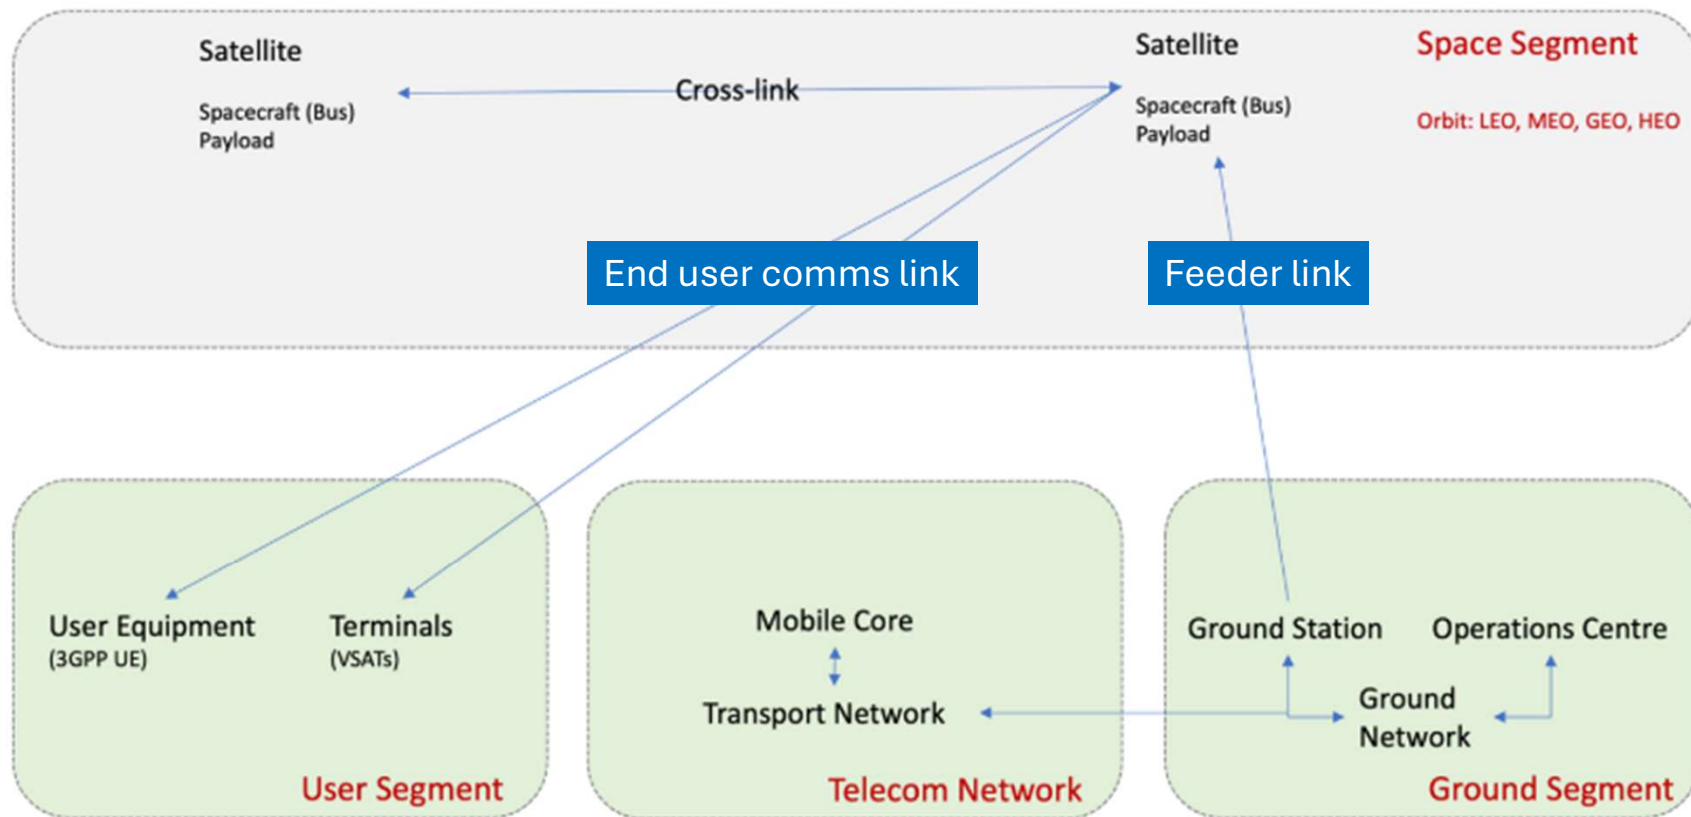 Satellite
Spacecraft (Bus)
Payload
Cross-link
Satellite
Spacecraft (Bus)
Payload
Space Segment
Orbit: LEO, MEO, GEO, HEO
End user comms link
Feeder link
User Equipment
(3GPP UE)
Terminals
(VSATs)
User Segment
Mobile Core
Transport Network
Telecom Network
Ground Station
Operations Centre
Ground
Network
Ground Segment